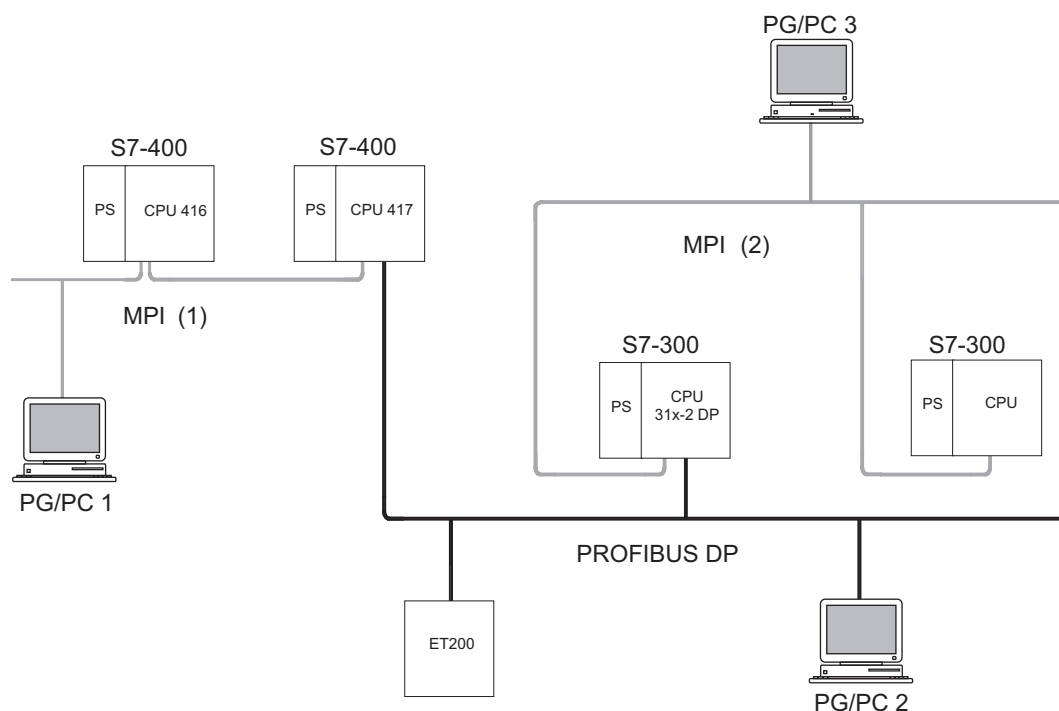 PG/PC 3
S7-400
S7-400
PS
CPU 416
PS
CPU 417
MPI (2)
MPI (1)
S7-300
S7-300
PS
CPU
31x-2 DP
PS
CPU
PG/PC 1
PROFIBUS DP
ET200
PG/PC 2